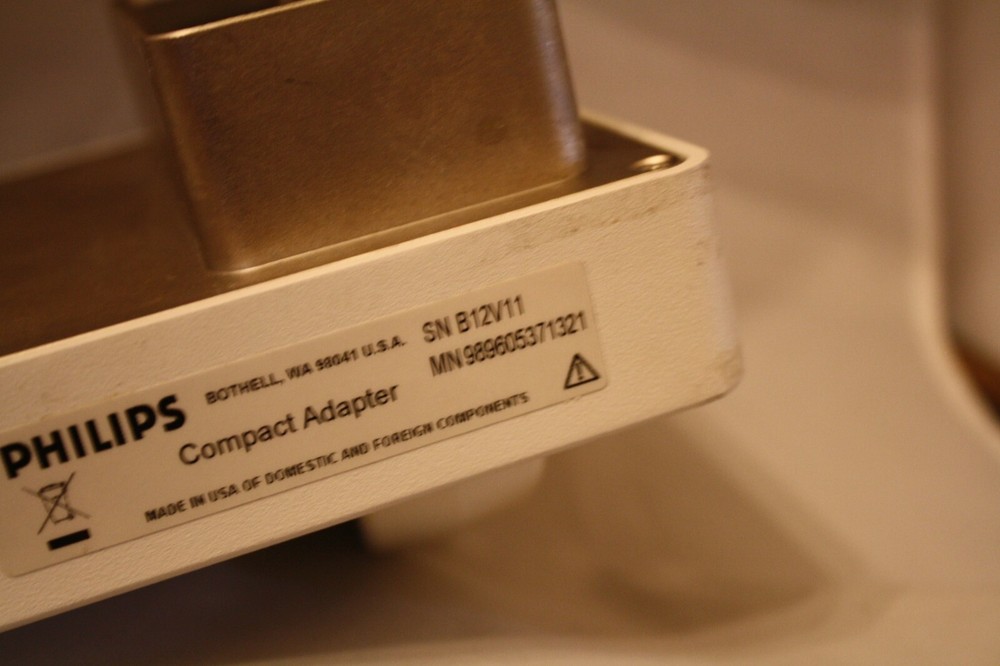 PHILIPS
BOTHELL, WA 98041 U.S.A.
SN B12V11
MN 989605371321
Compact Adapter
MADE IN USA OF DOMESTIC AND FOREIGN COMPONENTS